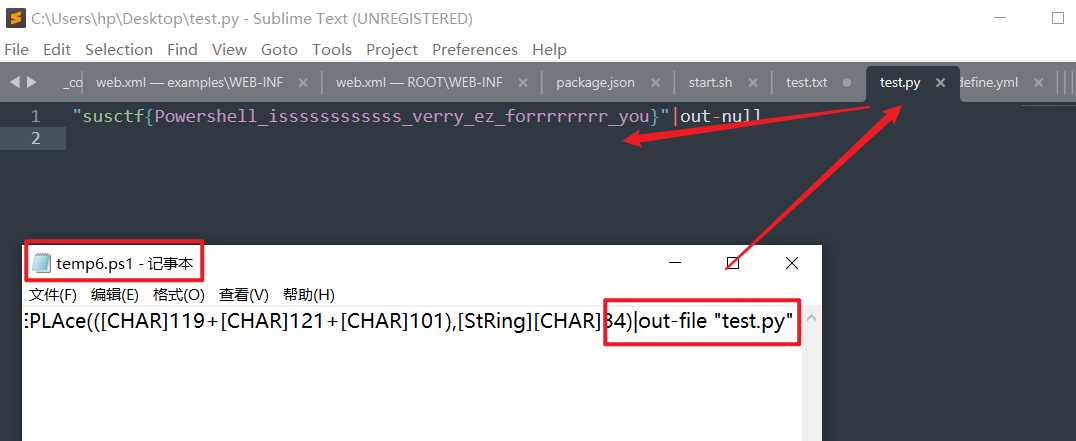 C:\Users\hp\Desktop\test.py - Sublime Text (UNREGISTERED)
File Edit Selection Find View Goto Tools Project Preferences Help
_co web.xml — examples\WEB-INF web.xml — ROOT\WEB-INF package.json start.sh test.txt test.py define.yml
1 "susctf{Powershell_issssssssssss_verry_ez_forrrrrrrr_you}"|out-null
2
temp6.ps1 - 记事本
文件(F) 编辑(E) 格式(O) 查看(V) 帮助(H)
EPLAce(([CHAR]119+[CHAR]121+[CHAR]101),[StRing][CHAR]34)|out-file "test.py"